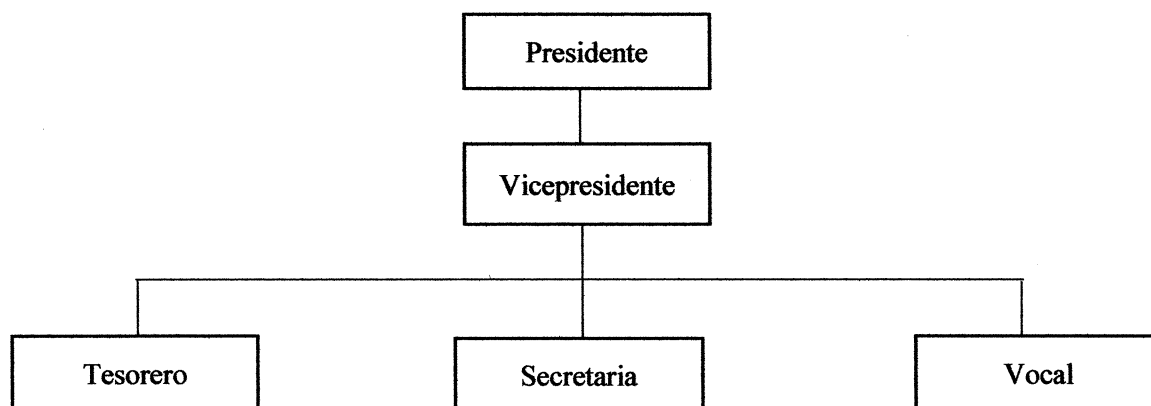 Presidente
Vicepresidente
Tesorero
Secretaria
Vocal